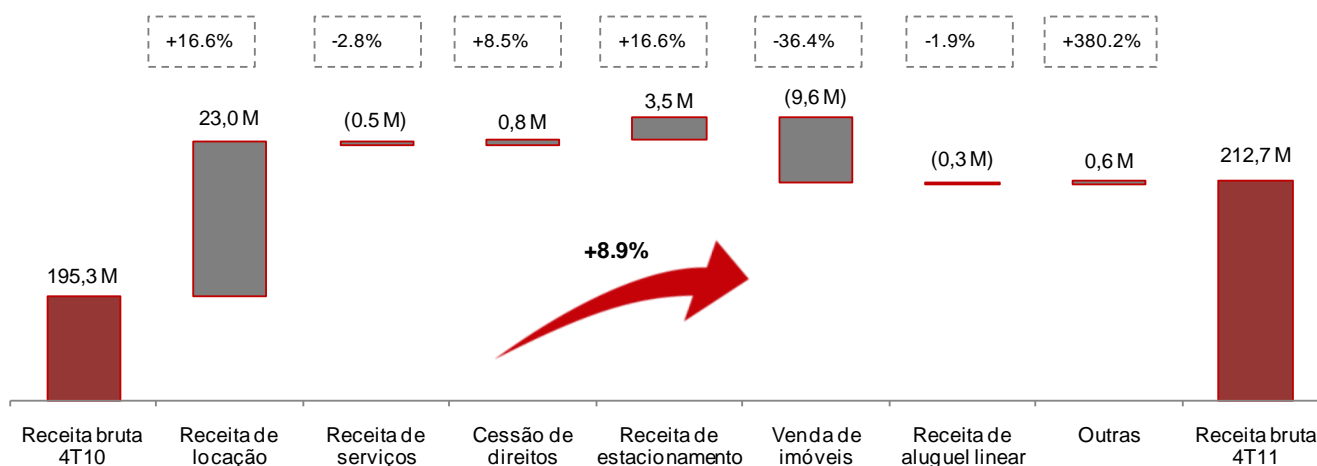 +16.6%
-2.8%
+8.5%
+16.6%
-36.4%
-1.9%
+380.2%
195,3 M
23,0 M
(0.5 M)
0,8 M
3,5 M
(9,6 M)
(0,3 M)
0,6 M
212,7 M
+8.9%
Receita bruta
4T10
Receita de
locação
Receita de
serviços
Cessão de
direitos
Receita de
estacionamento
Venda de
imóveis
Receita de
aluguel linear
Outras
Receita bruta
4T11